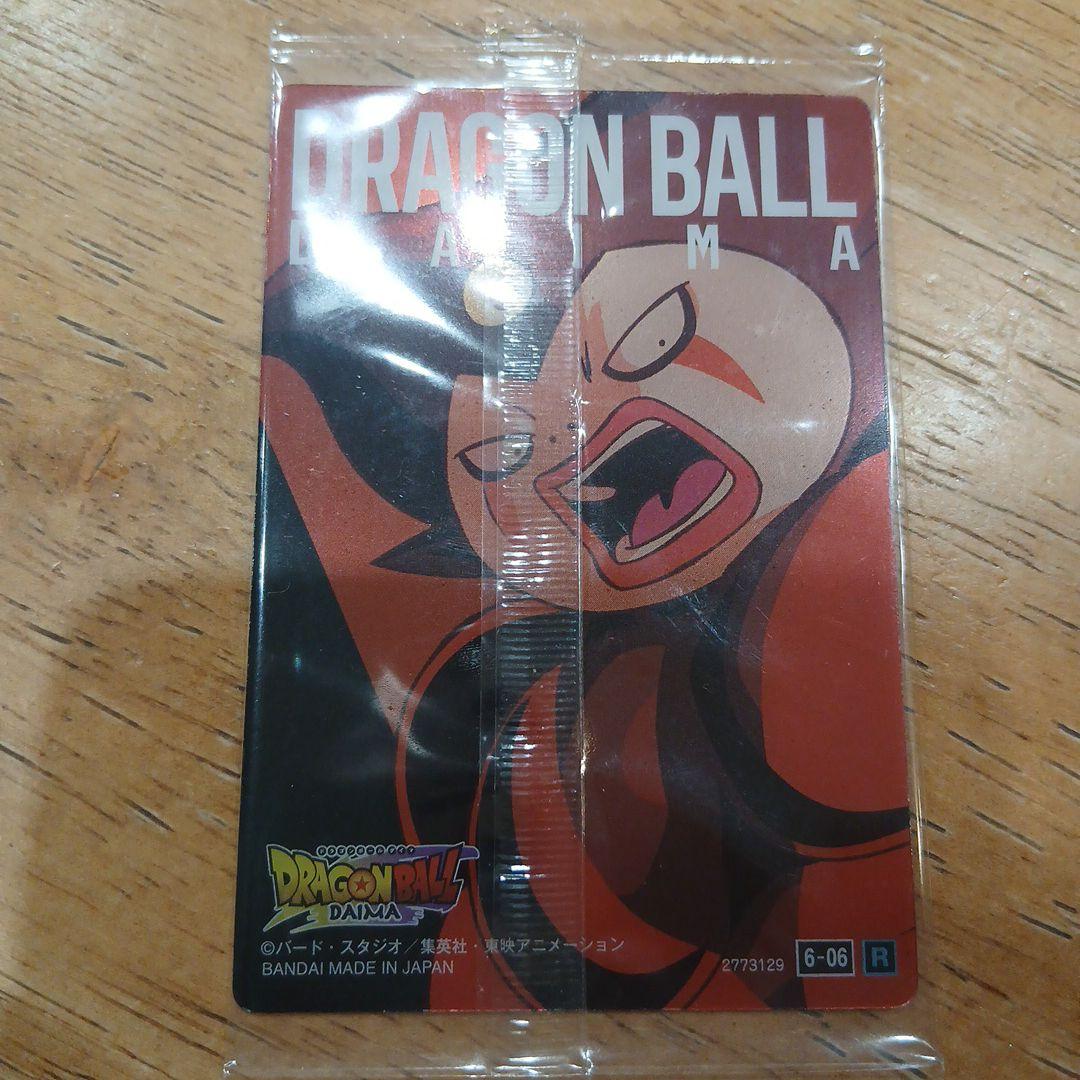 DRAGON BALL
DAIMA
DRAGON BALL
DAIMA
©バード・スタジオ/集英社・東映アニメーション
BANDAI MADE IN JAPAN
2773129 6-06 R